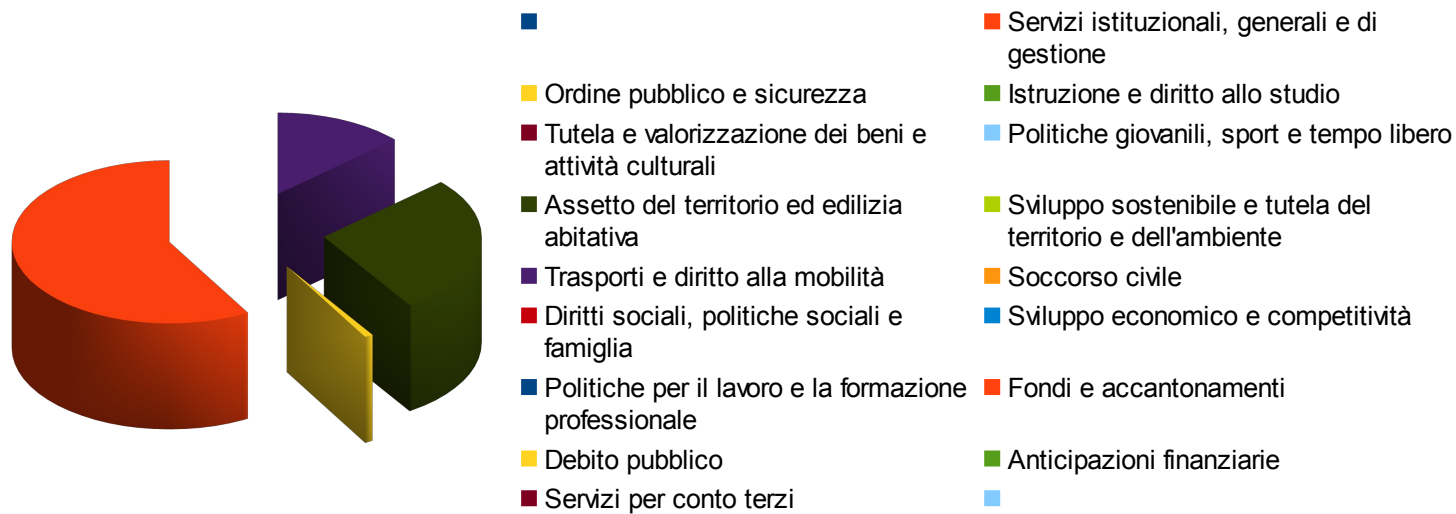 Servizi istituzionali, generali e di
gestione
Ordine pubblico e sicurezza
Istruzione e diritto allo studio
Tutela e valorizzazione dei beni e
attività culturali
Politiche giovanili, sport e tempo libero
Assetto del territorio ed edilizia
abitativa
Sviluppo sostenibile e tutela del
territorio e dell'ambiente
Trasporti e diritto alla mobilità
Soccorso civile
Diritti sociali, politiche sociali e
famiglia
Sviluppo economico e competitività
Politiche per il lavoro e la formazione
professionale
Fondi e accantonamenti
Debito pubblico
Anticipazioni finanziarie
Servizi per conto terzi